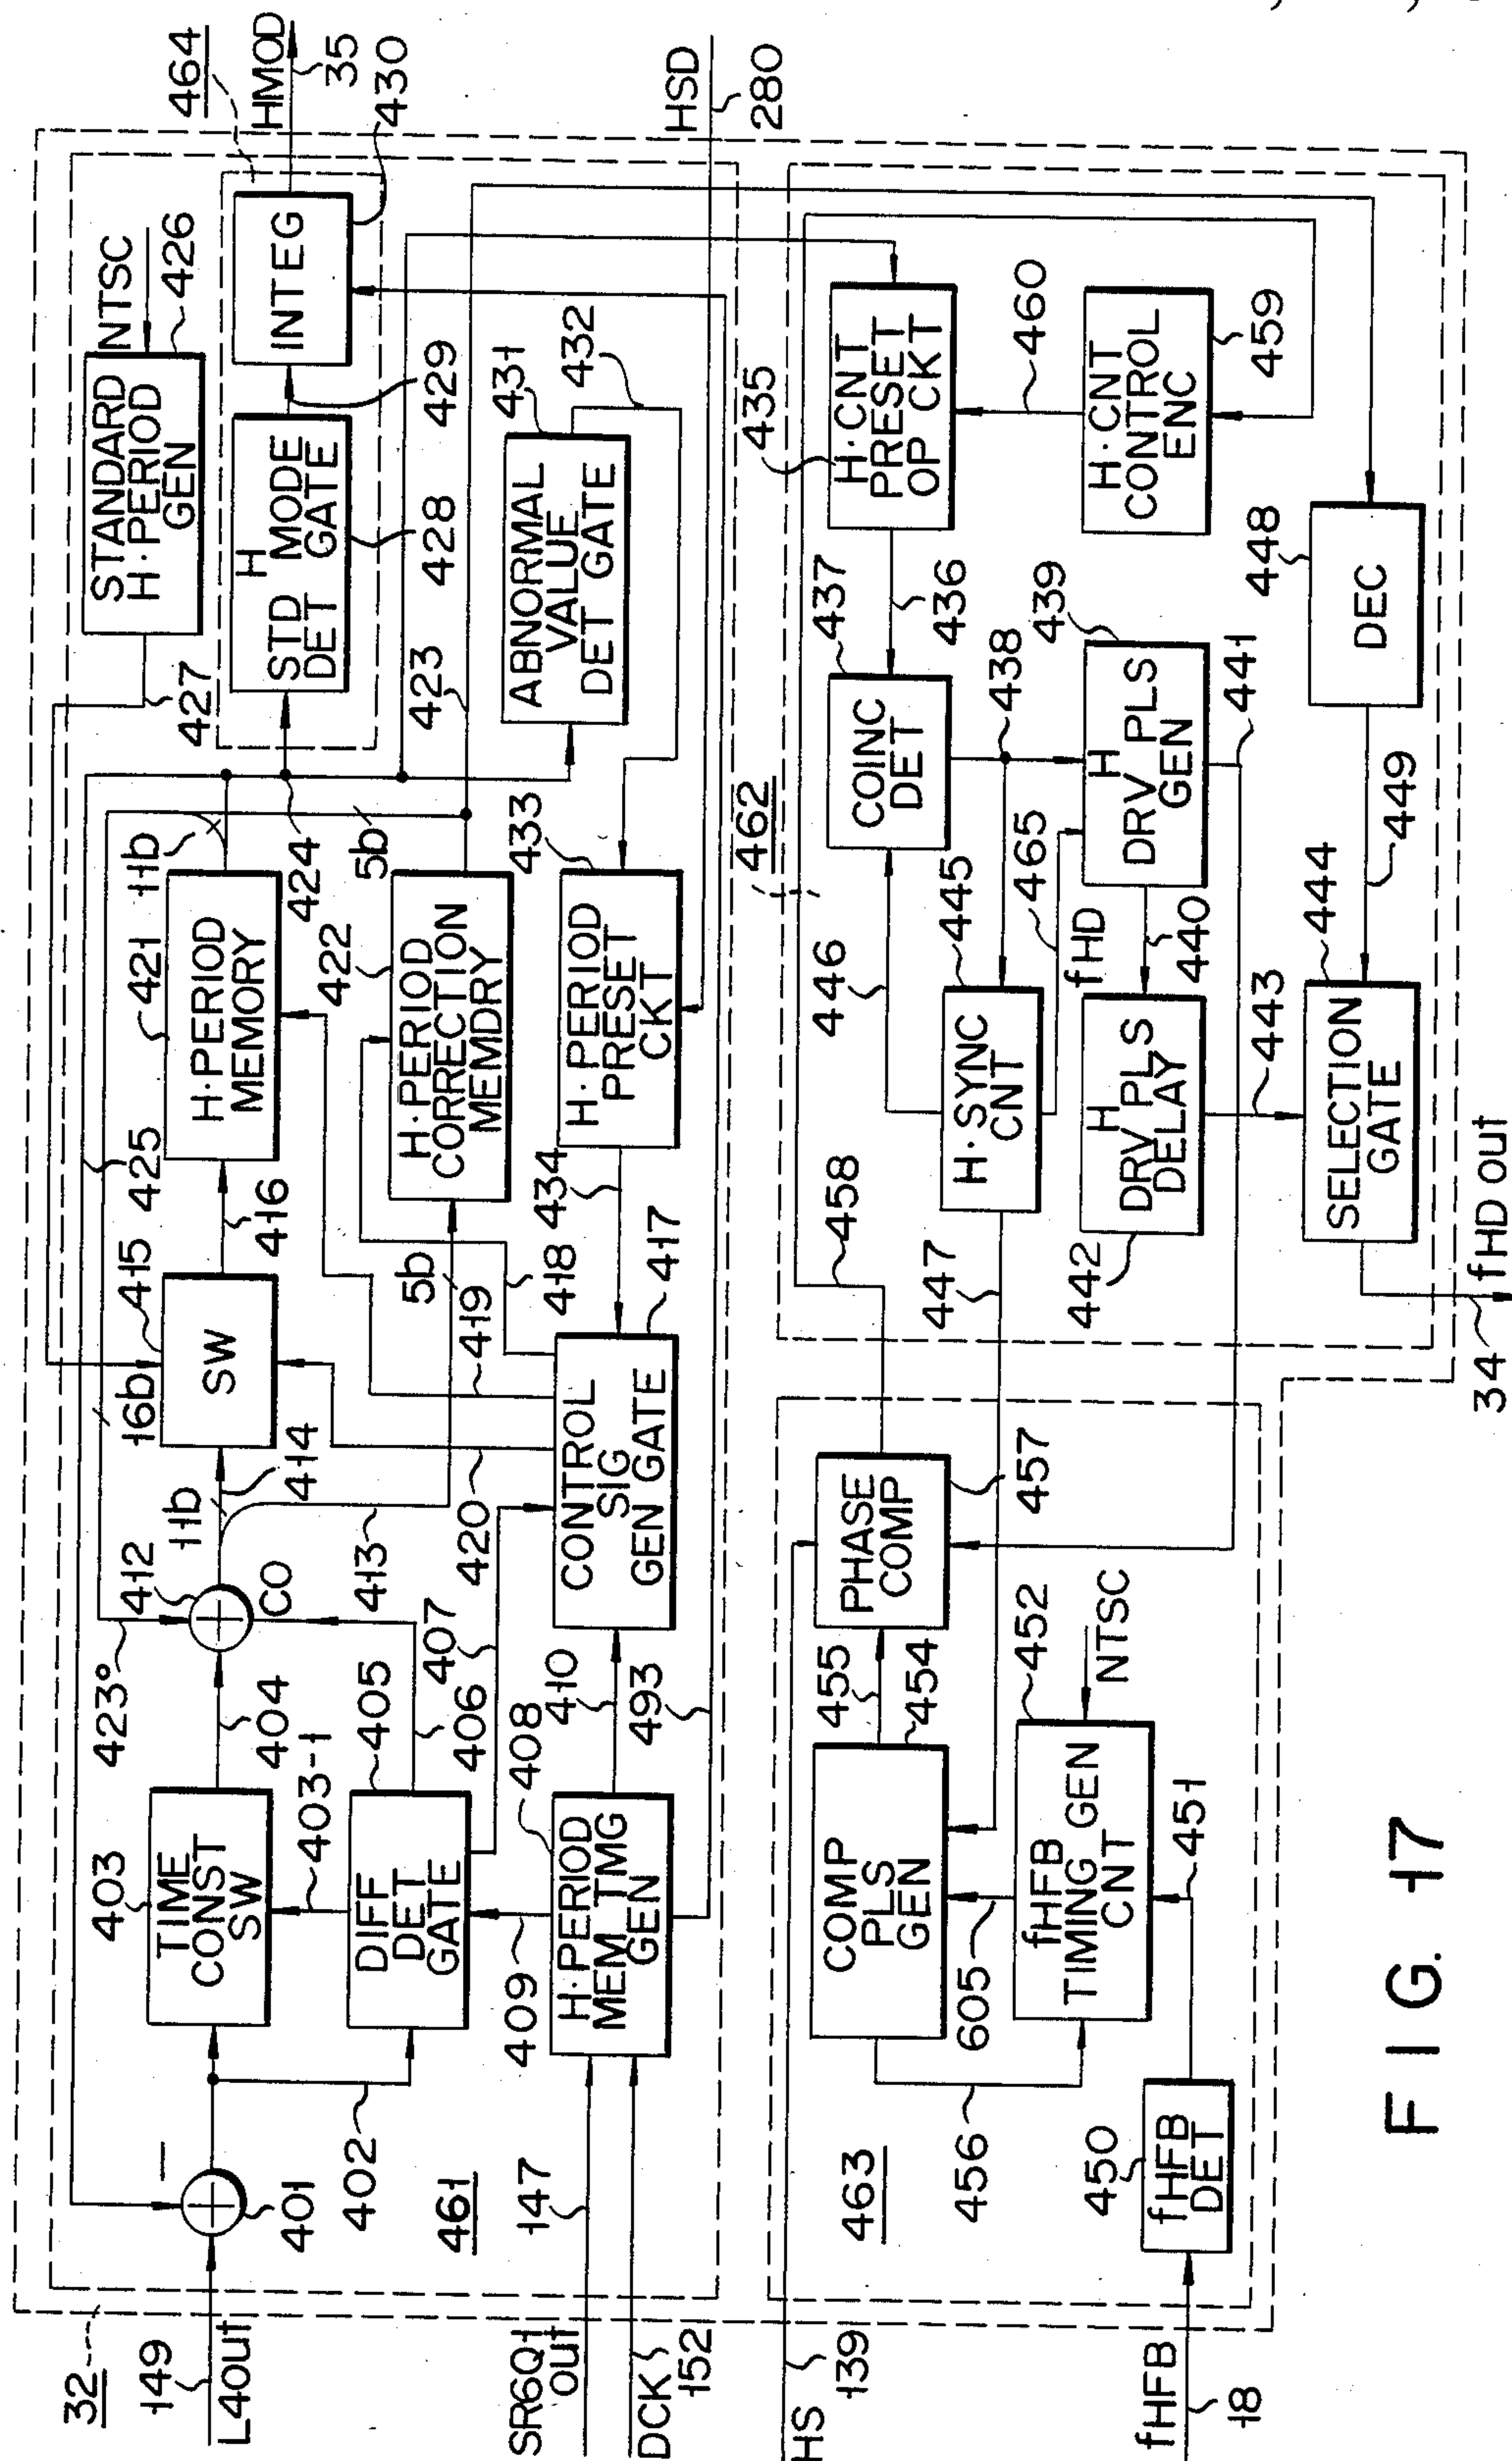 32
149
L4OUT
401
402
403
TIME
CONST
SW
403-1
404
405
DIFF
DET
GATE
406
407
423°
412
CO
11b
413
414
16b
415
SW
416
425
427
STANDARD
H·PERIOD
GEN
NTSC
426
421
H·PERIOD
MEMORY
11b
424
422
H·PERIOD
CORRECTION
MEMDRY
5b
5b
423
STD H MODE
DET GATE
428
429
INTEG
464
HMOD
35
430
461
147
SR6Q1
OUT
DCK
152
408
H·PERIOD
MEM TMG
GEN
409
410
493
CONTROL
SIG
GEN GATE
417
418
419
420
434
433
H·PERIOD
PRESET
CKT
431
ABNORMAL
VALUE
DET GATE
432
HSD
280
HS
139
463
fHFB
18
450
fHFB
DET
451
452
fHFB
TIMING GEN
CNT
NTSC
605
456
COMP
PLS
GEN
454
455
PHASE
COMP
457
458
447
462
446
445
H·SYNC
CNT
465
437
COINC
DET
436
435
H·CNT
PRESET
OP CKT
460
H·CNT
CONTROL
ENC
459
438
439
H
DRV PLS
GEN
440
441
fHD
442
H
DRV PLS
DELAY
443
444
SELECTION
GATE
448
DEC
449
34
fHD OUT
FIG. 17